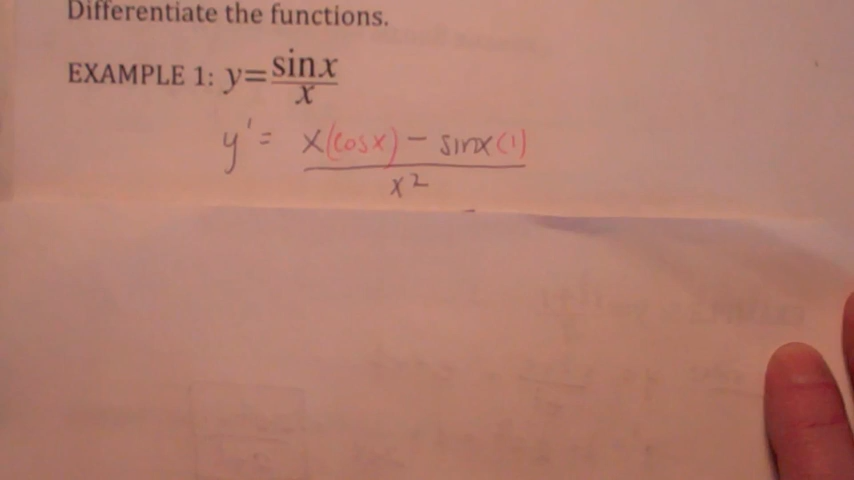 Differentiate the functions.
EXAMPLE 1: y=sinx/x
y' = x(cosx) - sinx(1)
x²